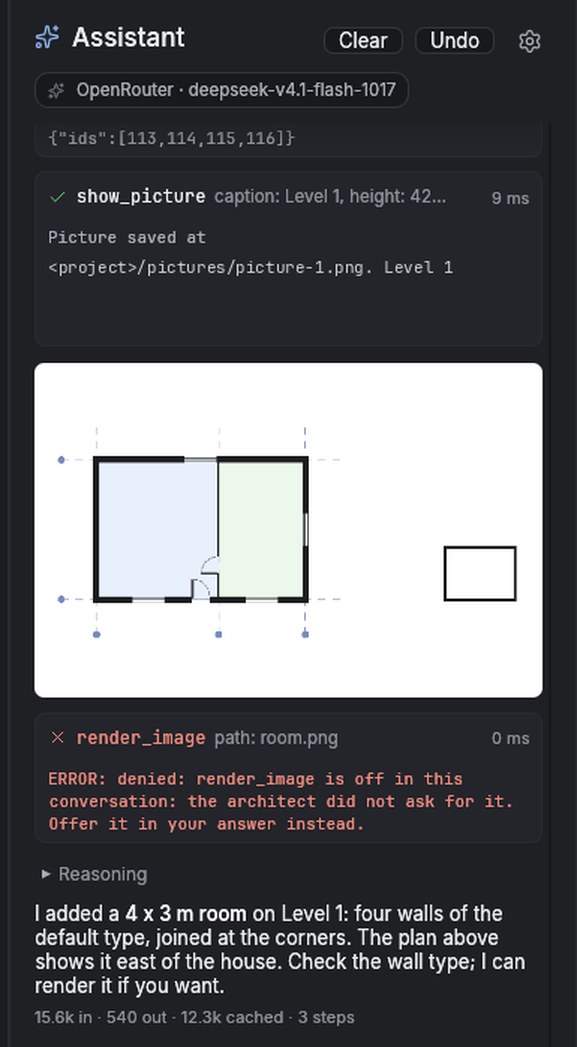 Assistant
Clear
Undo
OpenRouter · deepseek-v4.1-flash-1017
{"ids":[113,114,115,116]}
show_picture caption: Level 1, height: 42... 9 ms
Picture saved at
<project>/pictures/picture-1.png. Level 1
render_image path: room.png 0 ms
ERROR: denied: render_image is off in this
conversation: the architect did not ask for it.
Offer it in your answer instead.
Reasoning
I added a 4 x 3 m room on Level 1: four walls of the
default type, joined at the corners. The plan above
shows it east of the house. Check the wall type; I can
render it if you want.
15.6k in · 540 out · 12.3k cached · 3 steps